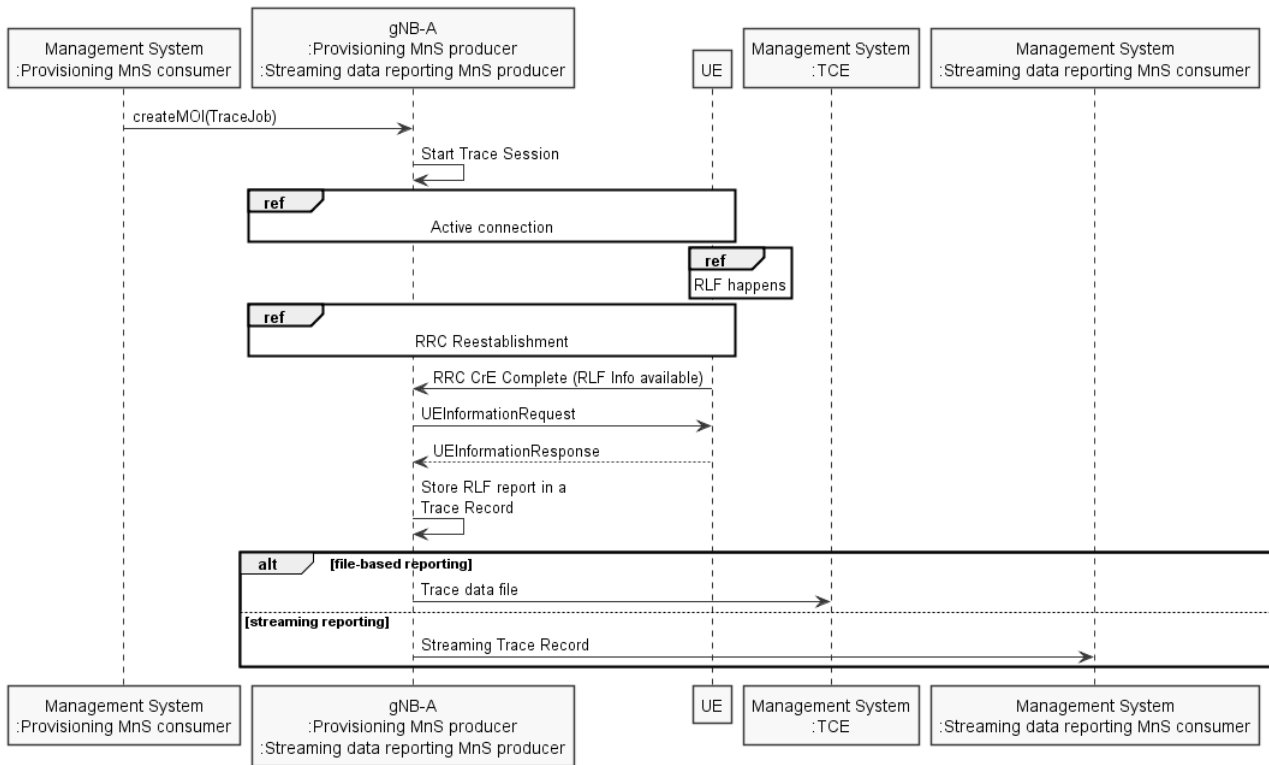 Management System
:Provisioning MnS consumer
gNB-A
:Provisioning MnS producer
:Streaming data reporting MnS producer
UE
Management System
:TCE
Management System
:Streaming data reporting MnS consumer
createMOI(TraceJob)
Start Trace Session
ref
Active connection
ref
RLF happens
ref
RRC Reestablishment
RRC CrE Complete (RLF Info available)
UEInformationRequest
UEInformationResponse
Store RLF report in a
Trace Record
alt [file-based reporting]
Trace data file
[streaming reporting]
Streaming Trace Record
Management System
:Provisioning MnS consumer
gNB-A
:Provisioning MnS producer
:Streaming data reporting MnS producer
UE
Management System
:TCE
Management System
:Streaming data reporting MnS consumer